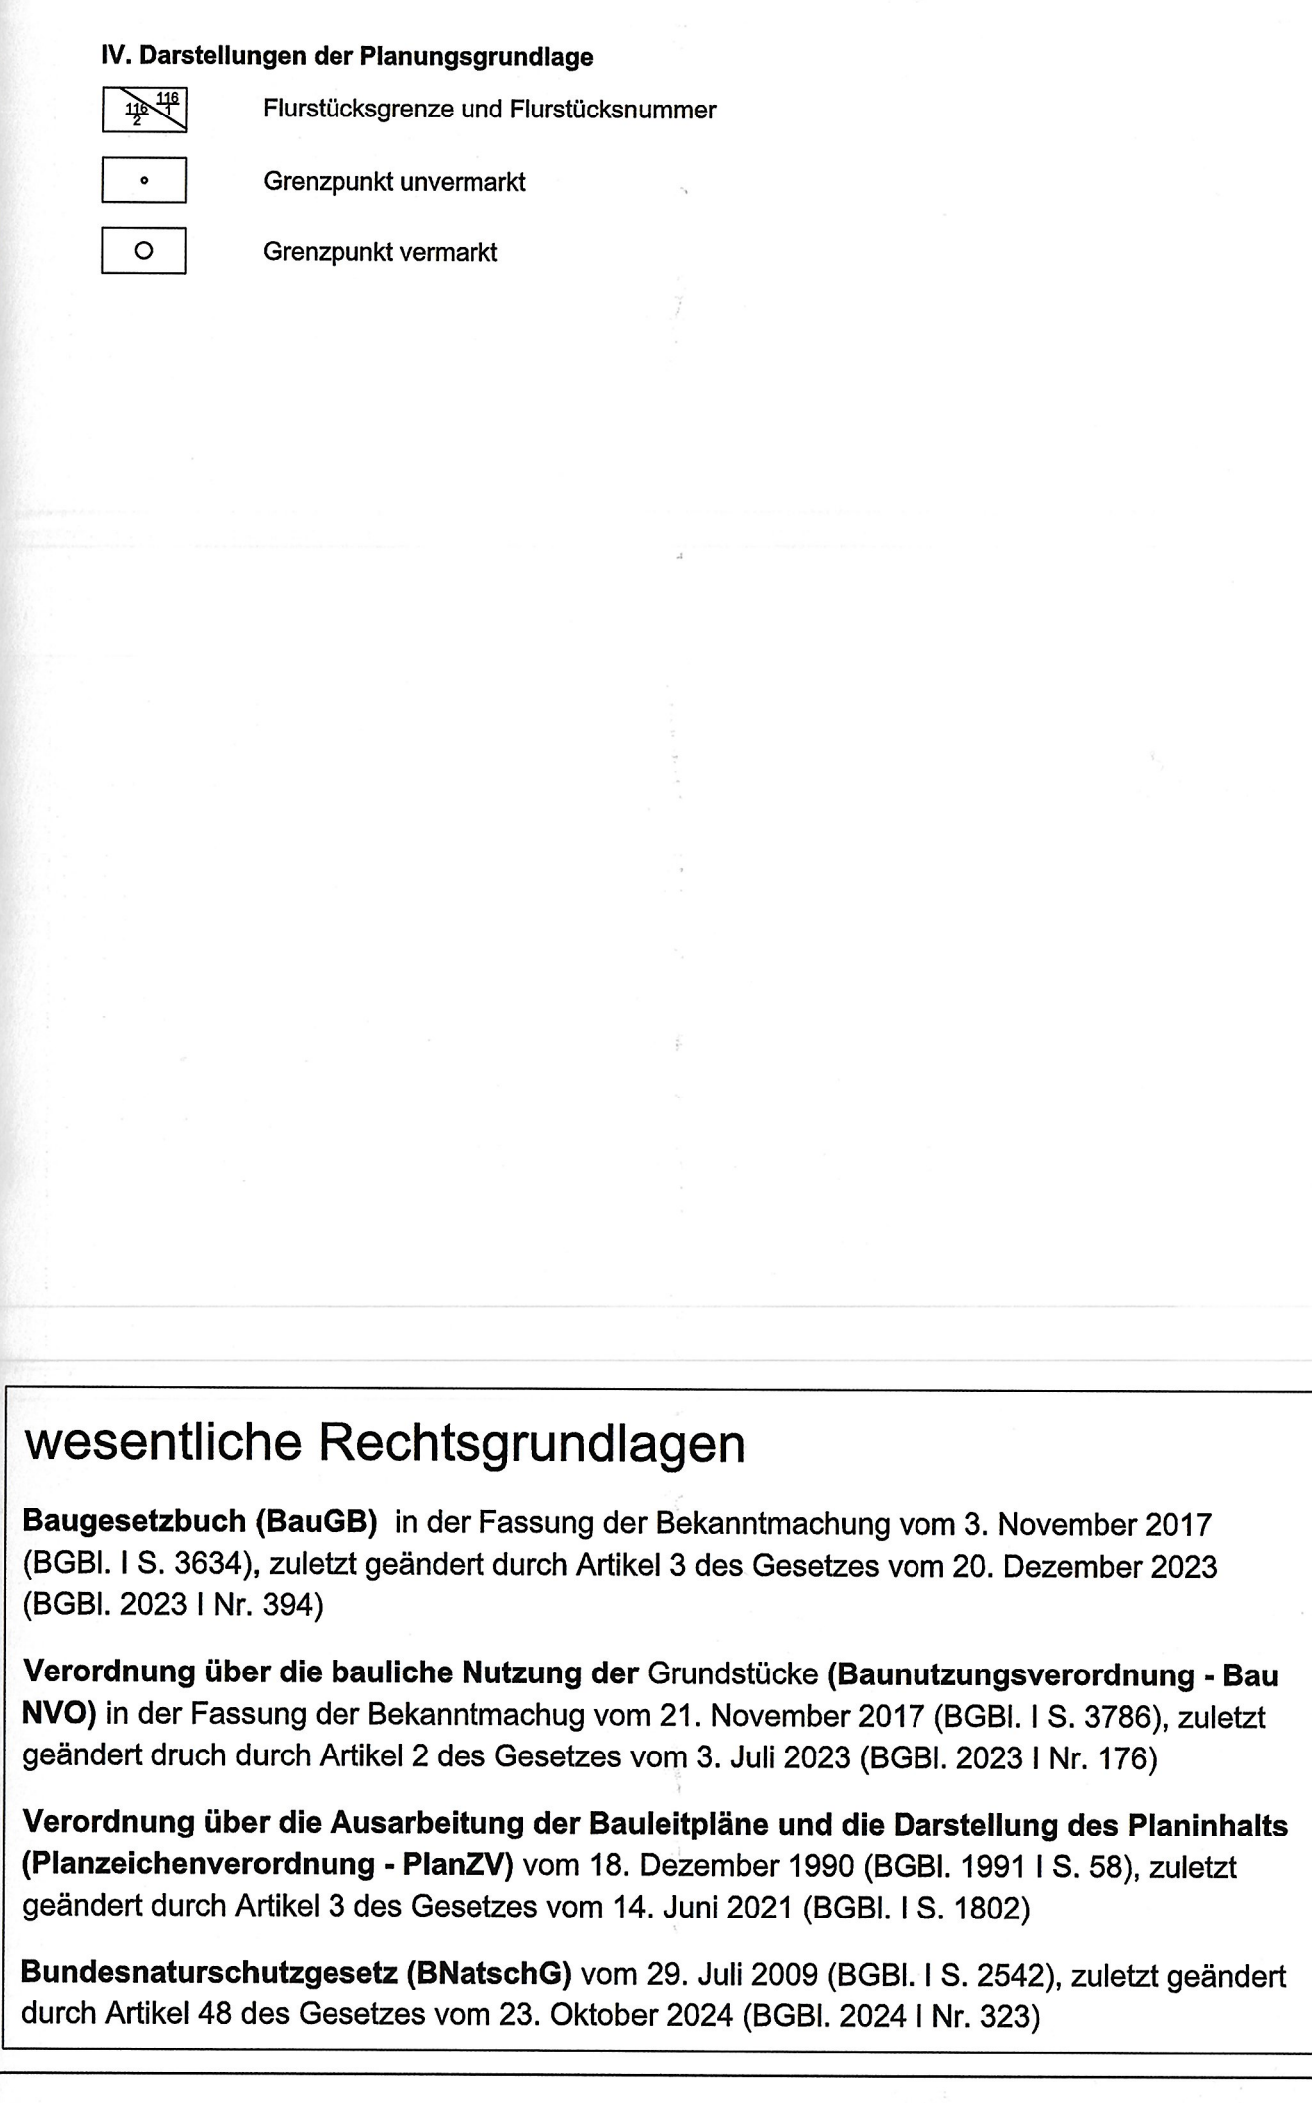 IV. Darstellungen der Planungsgrundlage
116
1
116
2
Flurstücksgrenze und Flurstücksnummer
Grenzpunkt unvermarkt
Grenzpunkt vermarkt
wesentliche Rechtsgrundlagen
Baugesetzbuch (BauGB) in der Fassung der Bekanntmachung vom 3. November 2017
(BGBl. I S. 3634), zuletzt geändert durch Artikel 3 des Gesetzes vom 20. Dezember 2023
(BGBl. 2023 I Nr. 394)
Verordnung über die bauliche Nutzung der Grundstücke (Baunutzungsverordnung - Bau
NVO) in der Fassung der Bekanntmachug vom 21. November 2017 (BGBl. I S. 3786), zuletzt
geändert druch durch Artikel 2 des Gesetzes vom 3. Juli 2023 (BGBl. 2023 I Nr. 176)
Verordnung über die Ausarbeitung der Bauleitpläne und die Darstellung des Planinhalts
(Planzeichenverordnung - PlanZV) vom 18. Dezember 1990 (BGBl. 1991 I S. 58), zuletzt
geändert durch Artikel 3 des Gesetzes vom 14. Juni 2021 (BGBl. I S. 1802)
Bundesnaturschutzgesetz (BNatschG) vom 29. Juli 2009 (BGBl. I S. 2542), zuletzt geändert
durch Artikel 48 des Gesetzes vom 23. Oktober 2024 (BGBl. 2024 I Nr. 323)